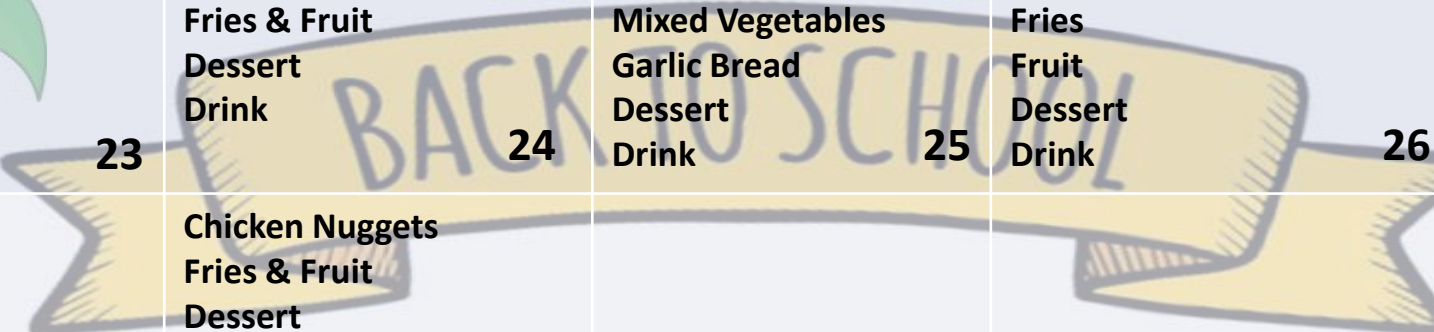 Fries & Fruit
Dessert
Drink
23
24
Mixed Vegetables
Garlic Bread
Dessert
Drink
25
Fries
Fruit
Dessert
Drink
26
BACK TO SCHOOL
Chicken Nuggets
Fries & Fruit
Dessert